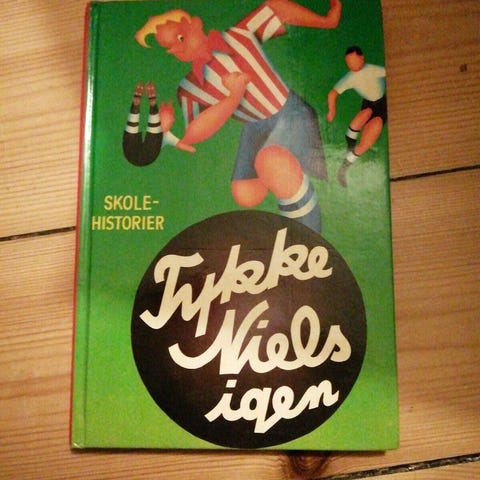 SKOLE-
HISTORIER
Tykke
Niels
igen